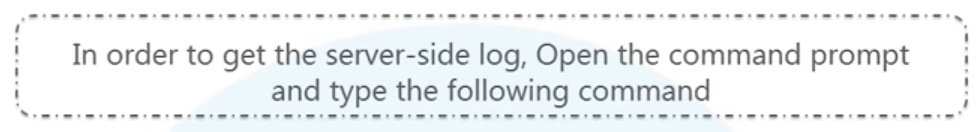 In order to get the server-side log, Open the command prompt
and type the following command